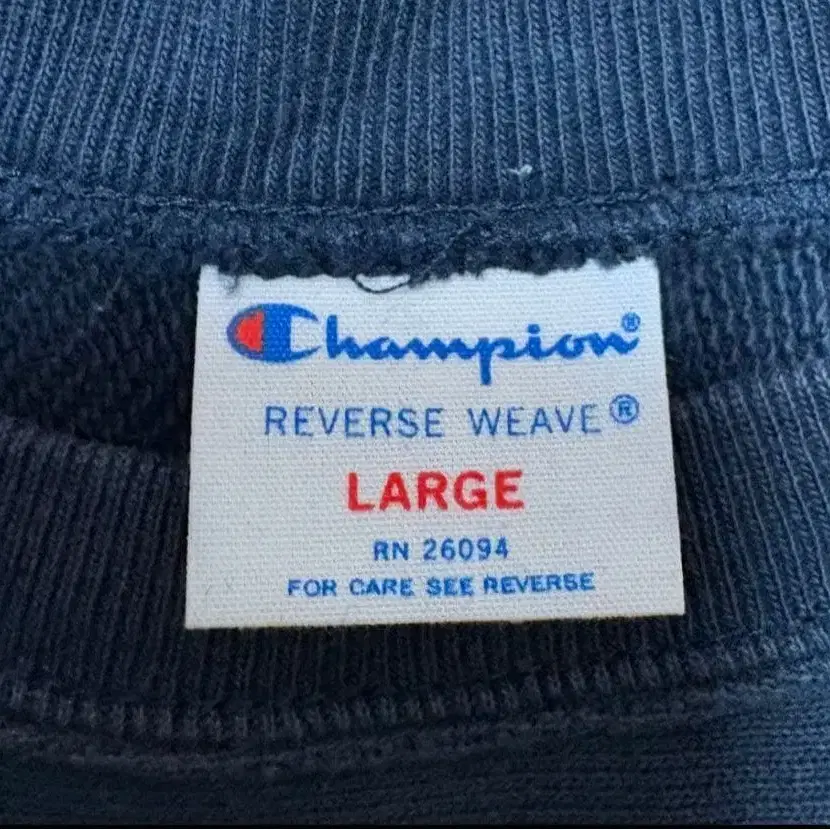 Champion®
REVERSE WEAVE®
LARGE
RN 26094
FOR CARE SEE REVERSE